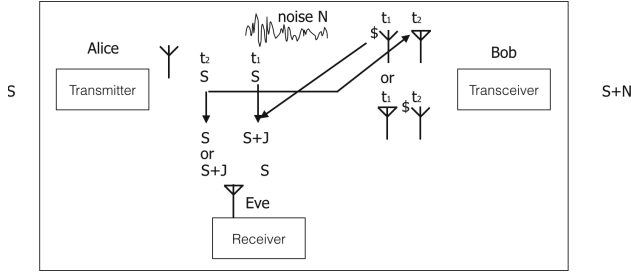 noise N
$ t₁ t₂
Alice
t₂ t₁
Bob
S S
or
S Transmitter Transceiver S+N
t₁ $ t₂
S S+J
or
S+J S
Eve
Receiver